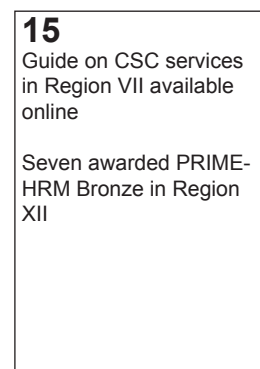 15
Guide on CSC services
in Region VII available
online
Seven awarded PRIME-
HRM Bronze in Region
XII